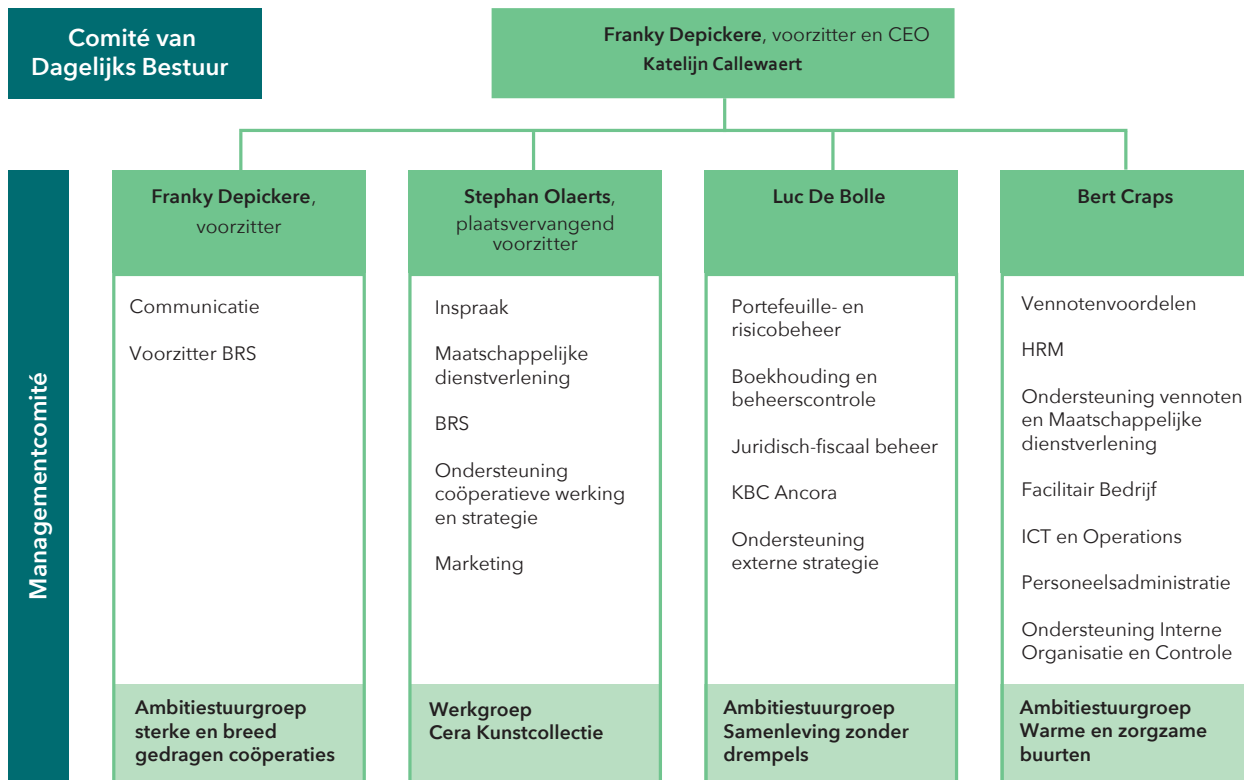 Comité van
Dagelijks Bestuur
Franky Depickere, voorzitter en CEO
Katelijn Callewaert
Managementcomité
Franky Depickere,
voorzitter
Communicatie
Voorzitter BRS
Ambitiestuurgroep
sterke en breed
gedragen coöperaties
Stephan Olaerts,
plaatsvervangend
voorzitter
Inspraak
Maatschappelijke
dienstverlening
BRS
Ondersteuning
coöperatieve werking
en strategie
Marketing
Werkgroep
Cera Kunstcollectie
Luc De Bolle
Portefeuille- en
risicobeheer
Boekhouding en
beheerscontrole
Juridisch-fiscaal beheer
KBC Ancora
Ondersteuning
externe strategie
Ambitiestuurgroep
Samenleving zonder
drempels
Bert Craps
Vennotenvoordelen
HRM
Ondersteuning vennoten
en Maatschappelijke
dienstverlening
Facilitair Bedrijf
ICT en Operations
Personeelsadministratie
Ondersteuning Interne
Organisatie en Controle
Ambitiestuurgroep
Warme en zorgzame
buurten